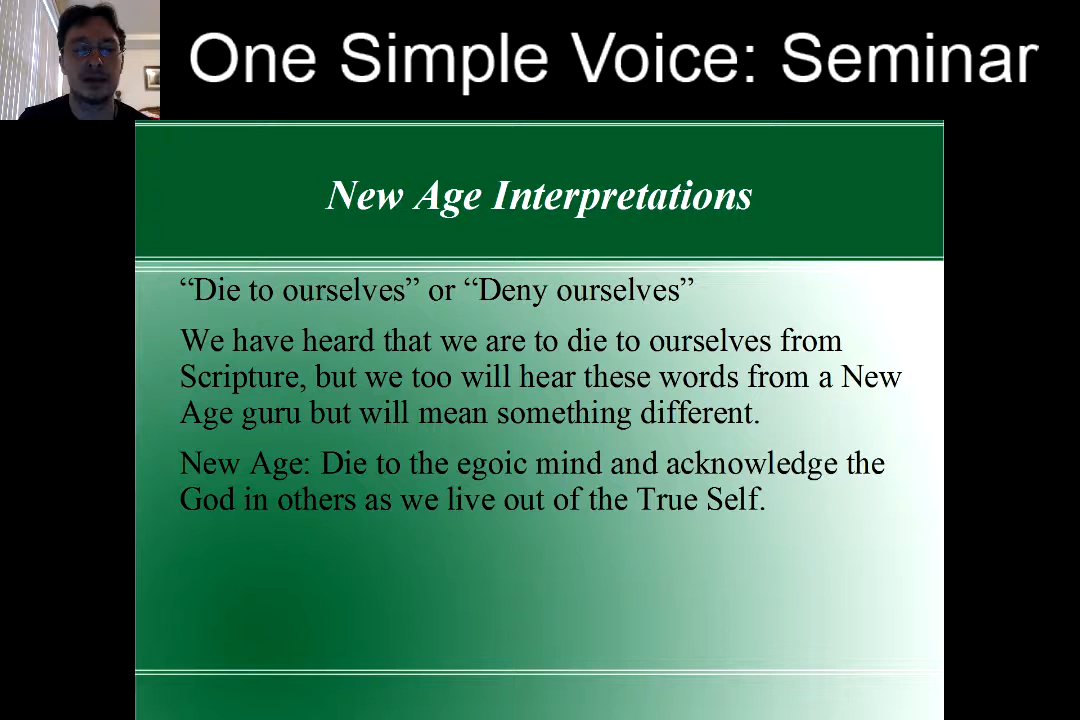 One Simple Voice: Seminar
New Age Interpretations
“Die to ourselves” or “Deny ourselves”
We have heard that we are to die to ourselves from
Scripture, but we too will hear these words from a New
Age guru but will mean something different.
New Age: Die to the egoic mind and acknowledge the
God in others as we live out of the True Self.